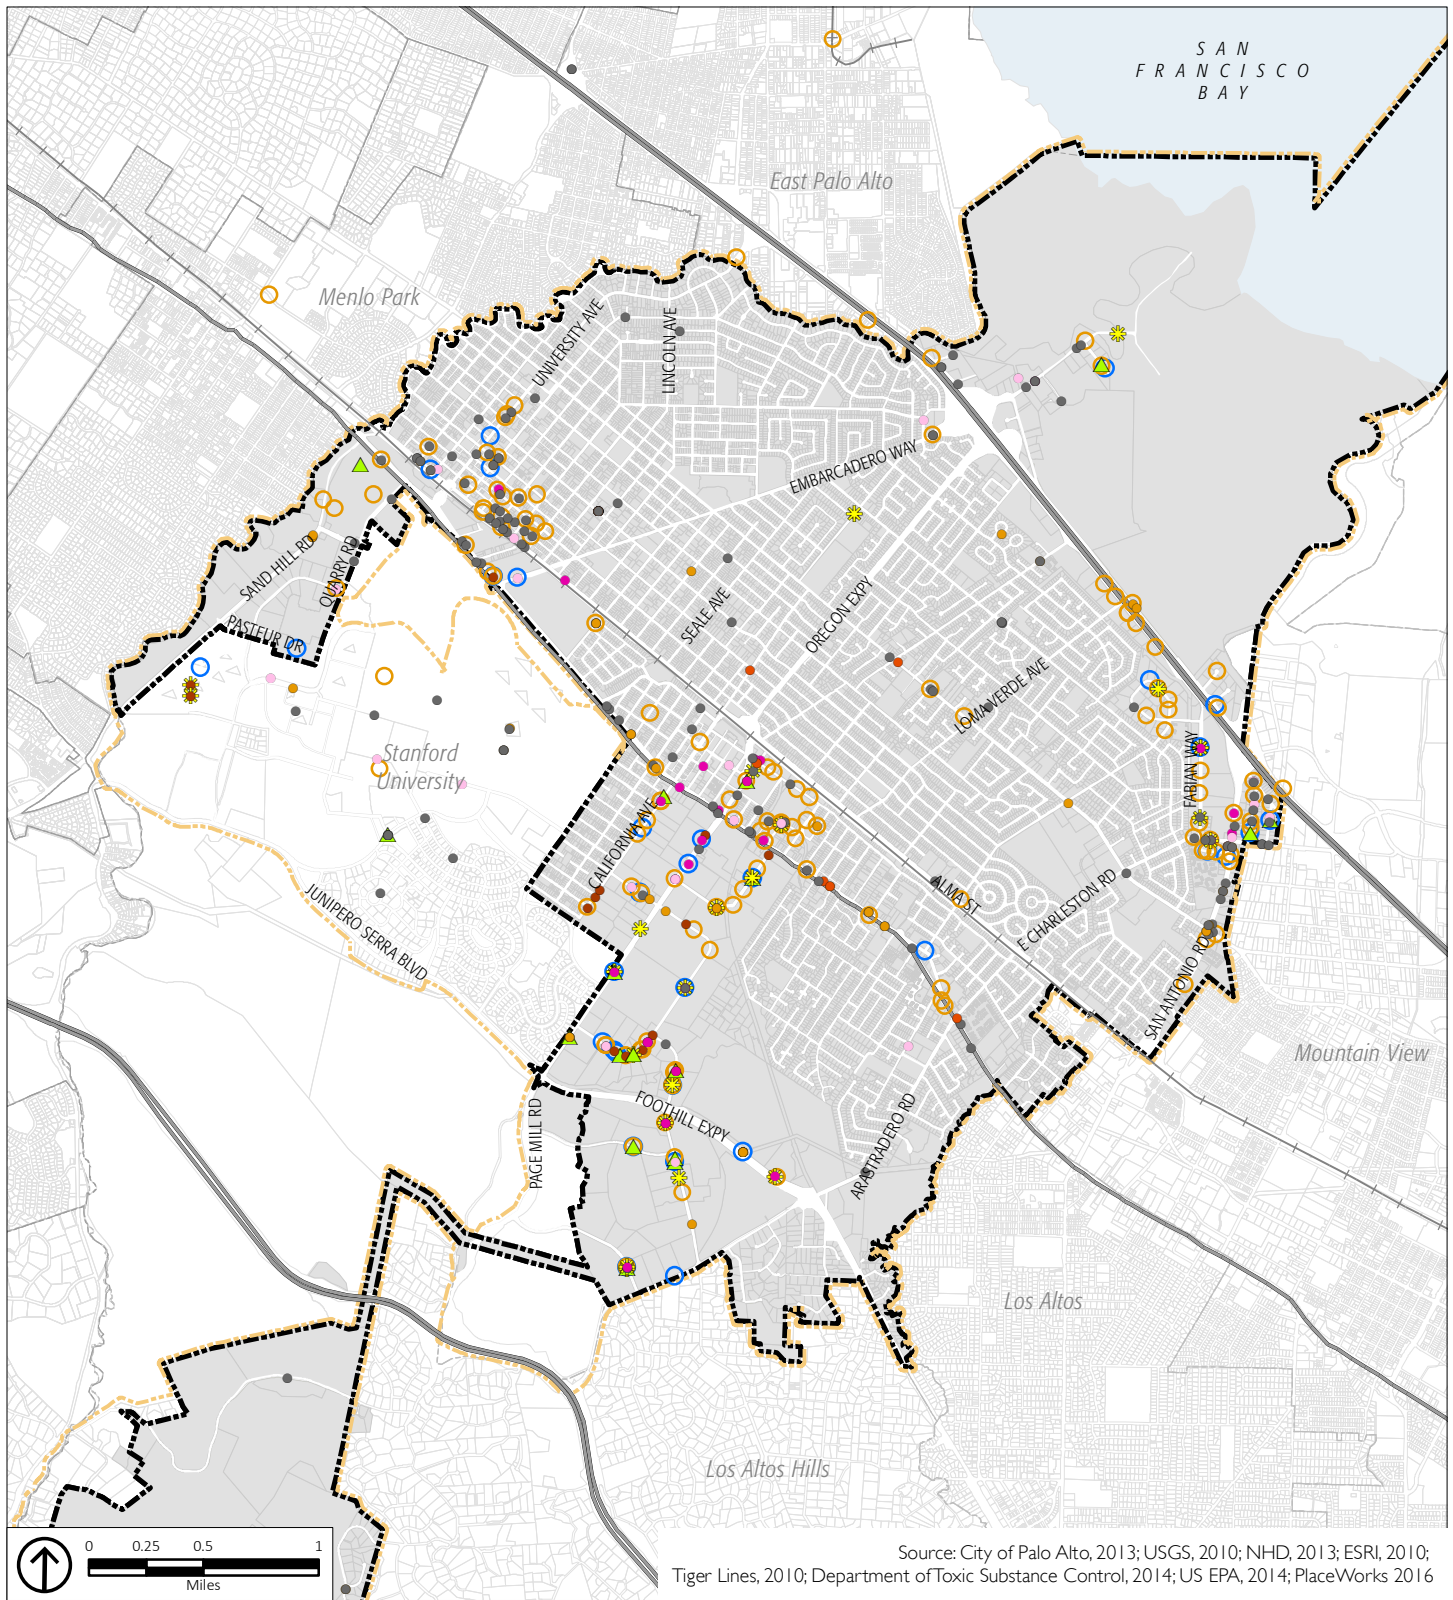 SAN
FRANCISCO
BAY
East Palo Alto
Menlo Park
UNIVERSITY AVE
LINCOLN AVE
EMBARCADERO WAY
SAND HILL RD
QUARRY RD
PASTEUR DR
SEALE AVE
OREGON EXPY
LOMA VERDE AVE
Stanford
University
FABIAN WAY
CALIFORNIA AVE
ALMA ST
E CHARLESTON RD
JUNIPERO SERRA BLVD
SAN ANTONIO RD
Mountain View
PAGE MILL RD
FOOTHILL EXPY
ARASTRADERO RD
Los Altos
Los Altos Hills
0 0.25 0.5 1
Miles
Source: City of Palo Alto, 2013; USGS, 2010; NHD, 2013; ESRI, 2010;
Tiger Lines, 2010; Department of Toxic Substance Control, 2014; US EPA, 2014; PlaceWorks 2016